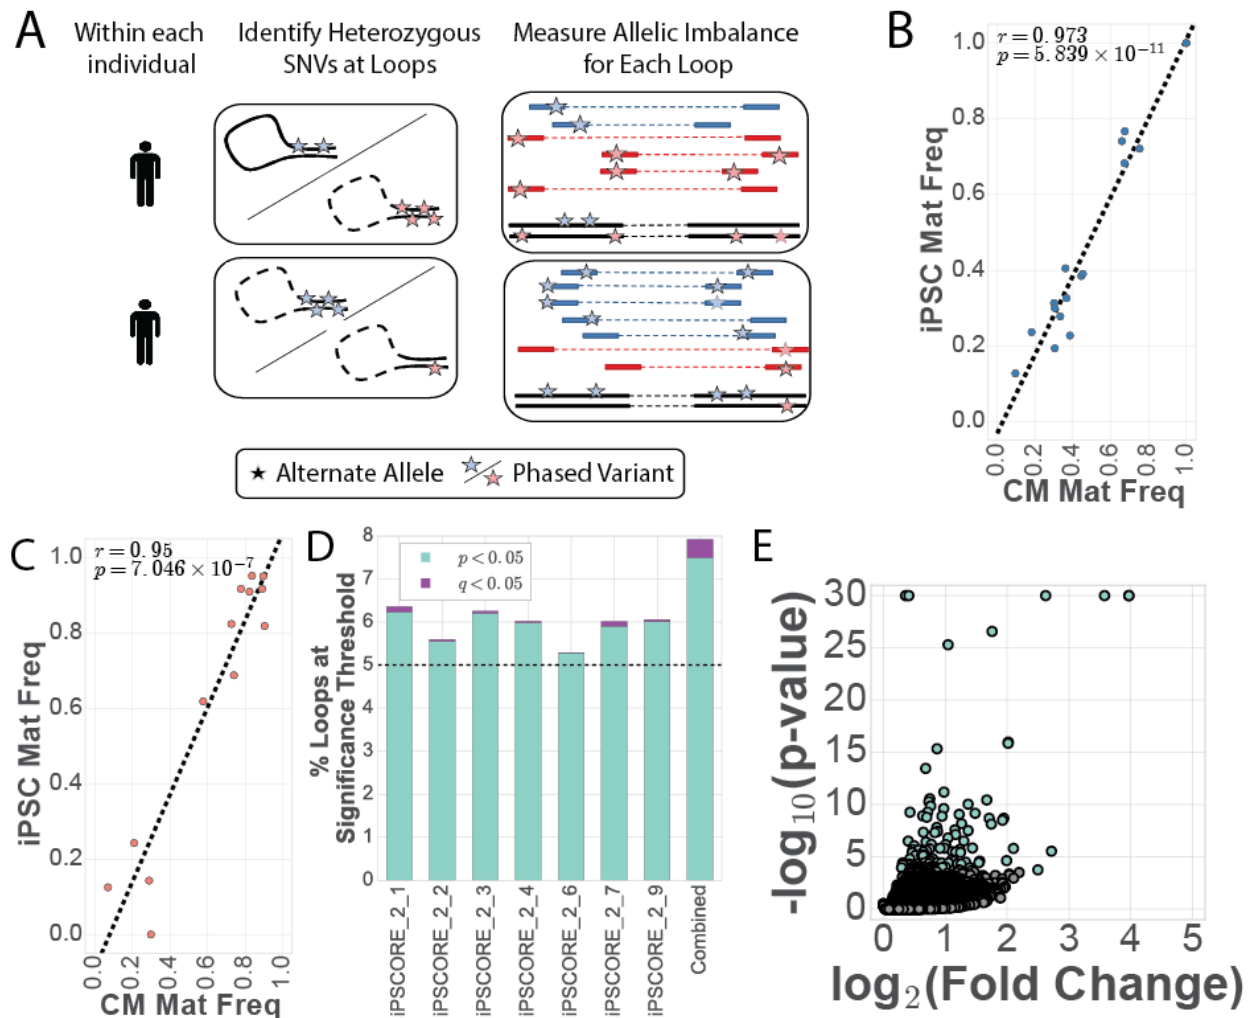 A
Within each
individual
Identify Heterozygous
SNVs at Loops
Measure Allelic Imbalance
for Each Loop
Alternate Allele
Phased Variant
B
r = 0.973
p = 5.839 × 10⁻¹¹
iPSC Mat Freq
1.0
0.8
0.6
0.4
0.2
0.0
0.0
0.2
0.4
0.6
0.8
1.0
CM Mat Freq
C
r = 0.95
p = 7.046 × 10⁻⁷
iPSC Mat Freq
1.0
0.8
0.6
0.4
0.2
0.0
0.0
0.2
0.4
0.6
0.8
1.0
CM Mat Freq
D
% Loops at
Significance Threshold
8
7
6
5
4
3
2
1
0
p < 0.05
q < 0.05
iPSCORE_2_1
iPSCORE_2_2
iPSCORE_2_3
iPSCORE_2_4
iPSCORE_2_6
iPSCORE_2_7
iPSCORE_2_9
Combined
E
-log₁₀(p-value)
30
25
20
15
10
5
0
0 1 2 3 4 5
log₂(Fold Change)